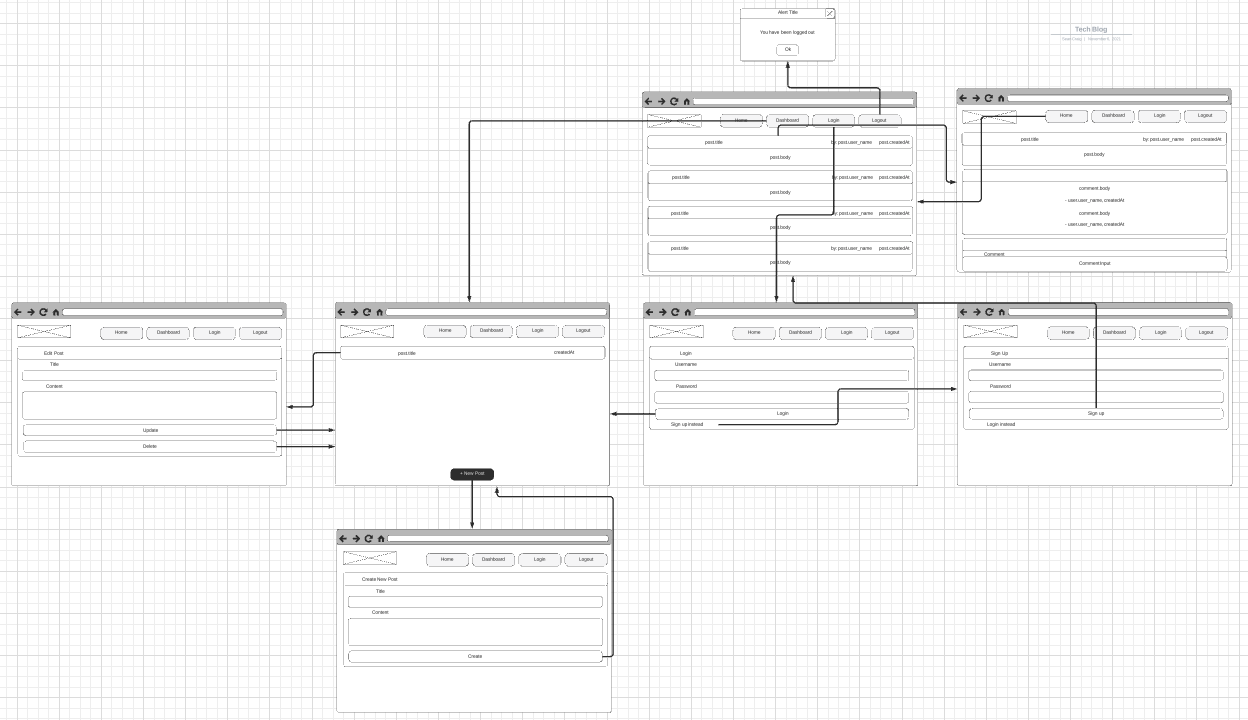 Alert Title
You have been logged out
Ok
Tech Blog
Home
Dashboard
Login
Logout
post.title
by: post.user_name
post.createdAt
post.body
post.title
by: post.user_name
post.createdAt
post.body
post.title
by: post.user_name
post.createdAt
post.body
post.title
by: post.user_name
post.createdAt
post.body
Home
Dashboard
Login
Logout
post.title
by: post.user_name
post.createdAt
post.body
comment.body
- user.user_name, createdAt
comment.body
- user.user_name, createdAt
Comment
Comment Input
Home
Dashboard
Login
Logout
Edit Post
Title
Content
Update
Delete
Home
Dashboard
Login
Logout
post.title
createdAt
+ New Post
Home
Dashboard
Login
Logout
Login
Username
Password
Login
Sign up instead
Home
Dashboard
Login
Logout
Sign Up
Username
Password
Sign up
Login instead
Home
Dashboard
Login
Logout
Create New Post
Title
Content
Create